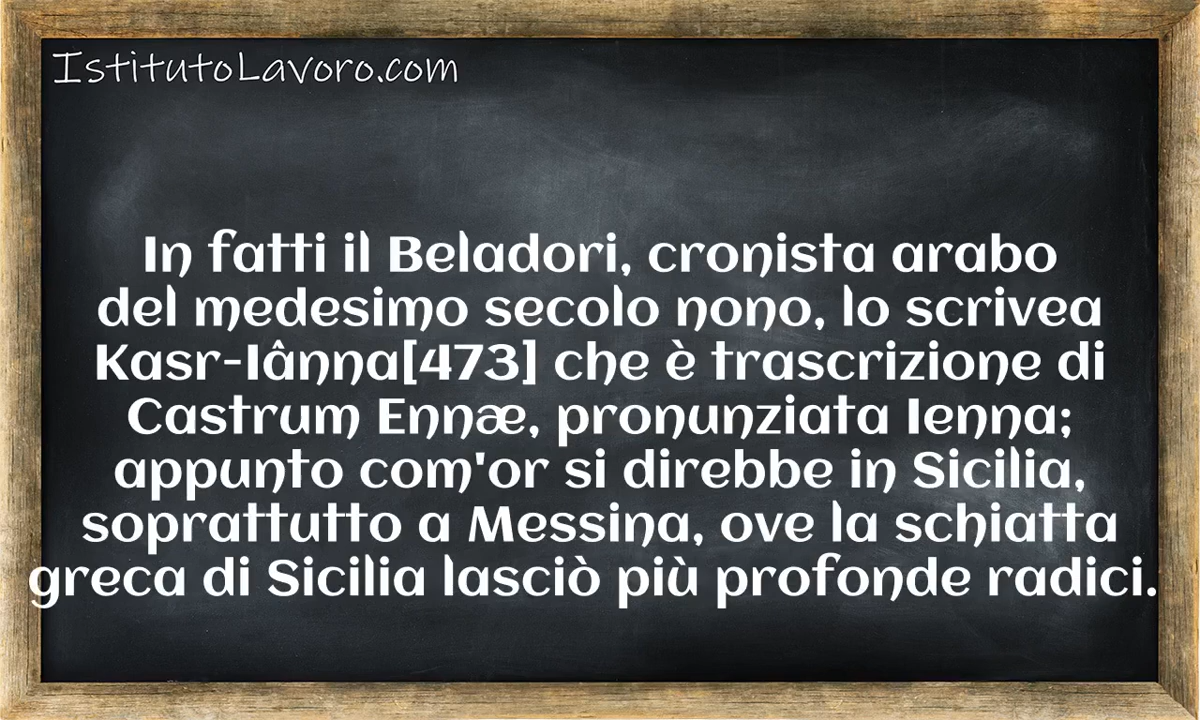 IstitutoLavoro.com
In fatti il Beladori, cronista arabo
del medesimo secolo nono, lo scrivea
Kasr-Iânna[473] che è trascrizione di
Castrum Ennæ, pronunziata Ienna;
appunto com'or si direbbe in Sicilia,
soprattutto a Messina, ove la schiatta
greca di Sicilia lasciò più profonde radici.